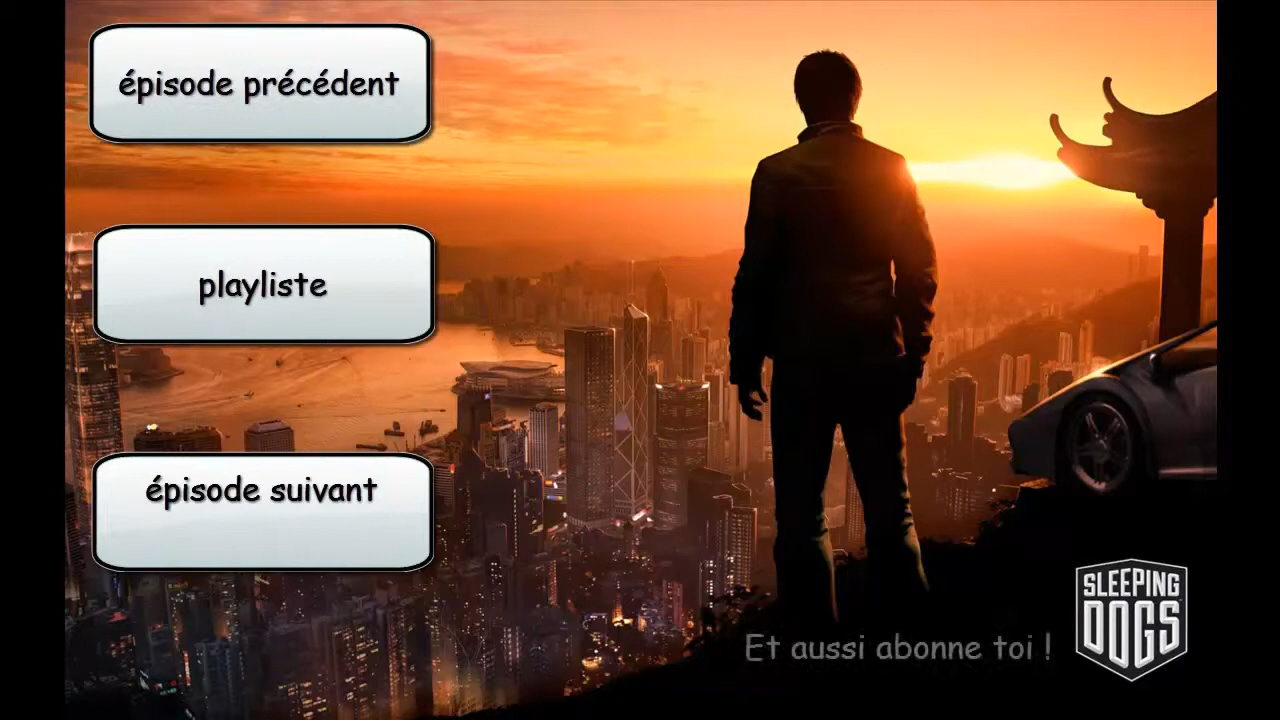 épisode précédent
playliste
épisode suivant
Et aussi abonne toi !
SLEEPING
DOGS